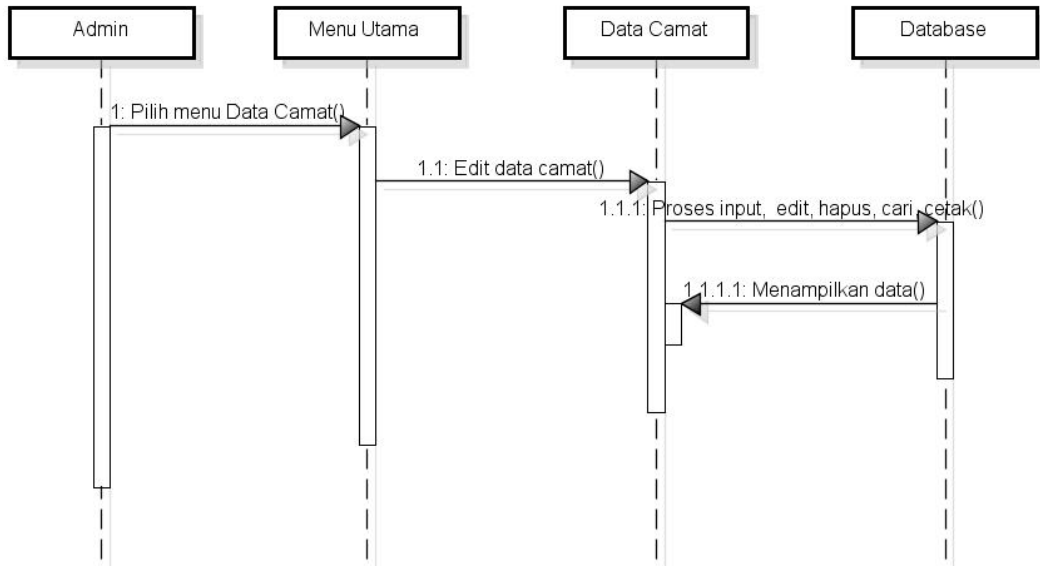 Admin
Menu Utama
Data Camat
Database
1: Pilih menu Data Camat()
1.1: Edit data camat()
1.1.1: Proses input, edit, hapus, cari, cetak()
1.1.1.1: Menampilkan data()